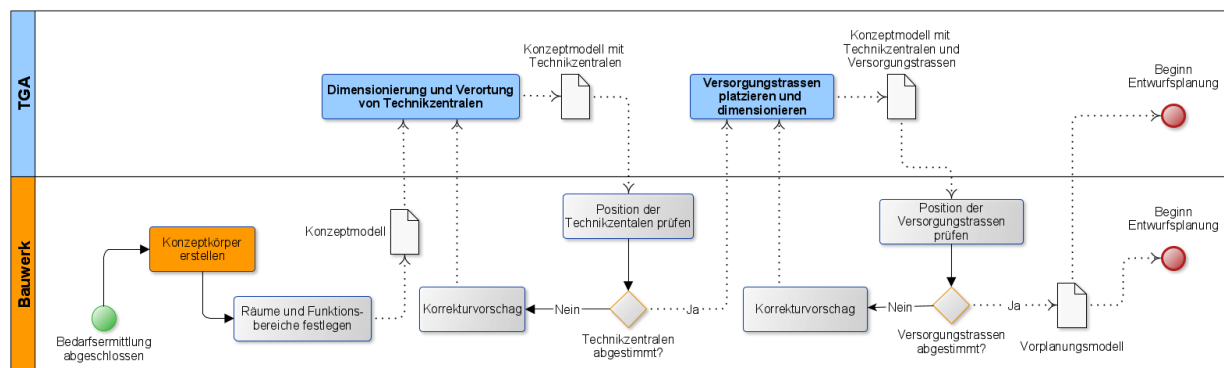 TGA
Dimensionierung und Verortung
von Technikzentralen
Konzeptmodell mit
Technikzentralen
Versorgungstrassen
platzieren und
dimensionieren
Konzeptmodell mit
Technikzentralen und
Versorgungstrassen
Beginn
Entwurfsplanung
Bauwerk
Bedarfsermittlung
abgeschlossen
Konzeptkörper
erstellen
Räume und Funktions-
bereiche festlegen
Konzeptmodell
Korrekturvorschag
Nein
Position der
Technikzentalen prüfen
Technikzentralen
abgestimmt?
Ja
Korrekturvorschag
Nein
Position der
Versorgungstrassen
prüfen
Versorgungstrassen
abgestimmt?
Ja
Vorplanungsmodell
Beginn
Entwurfsplanung